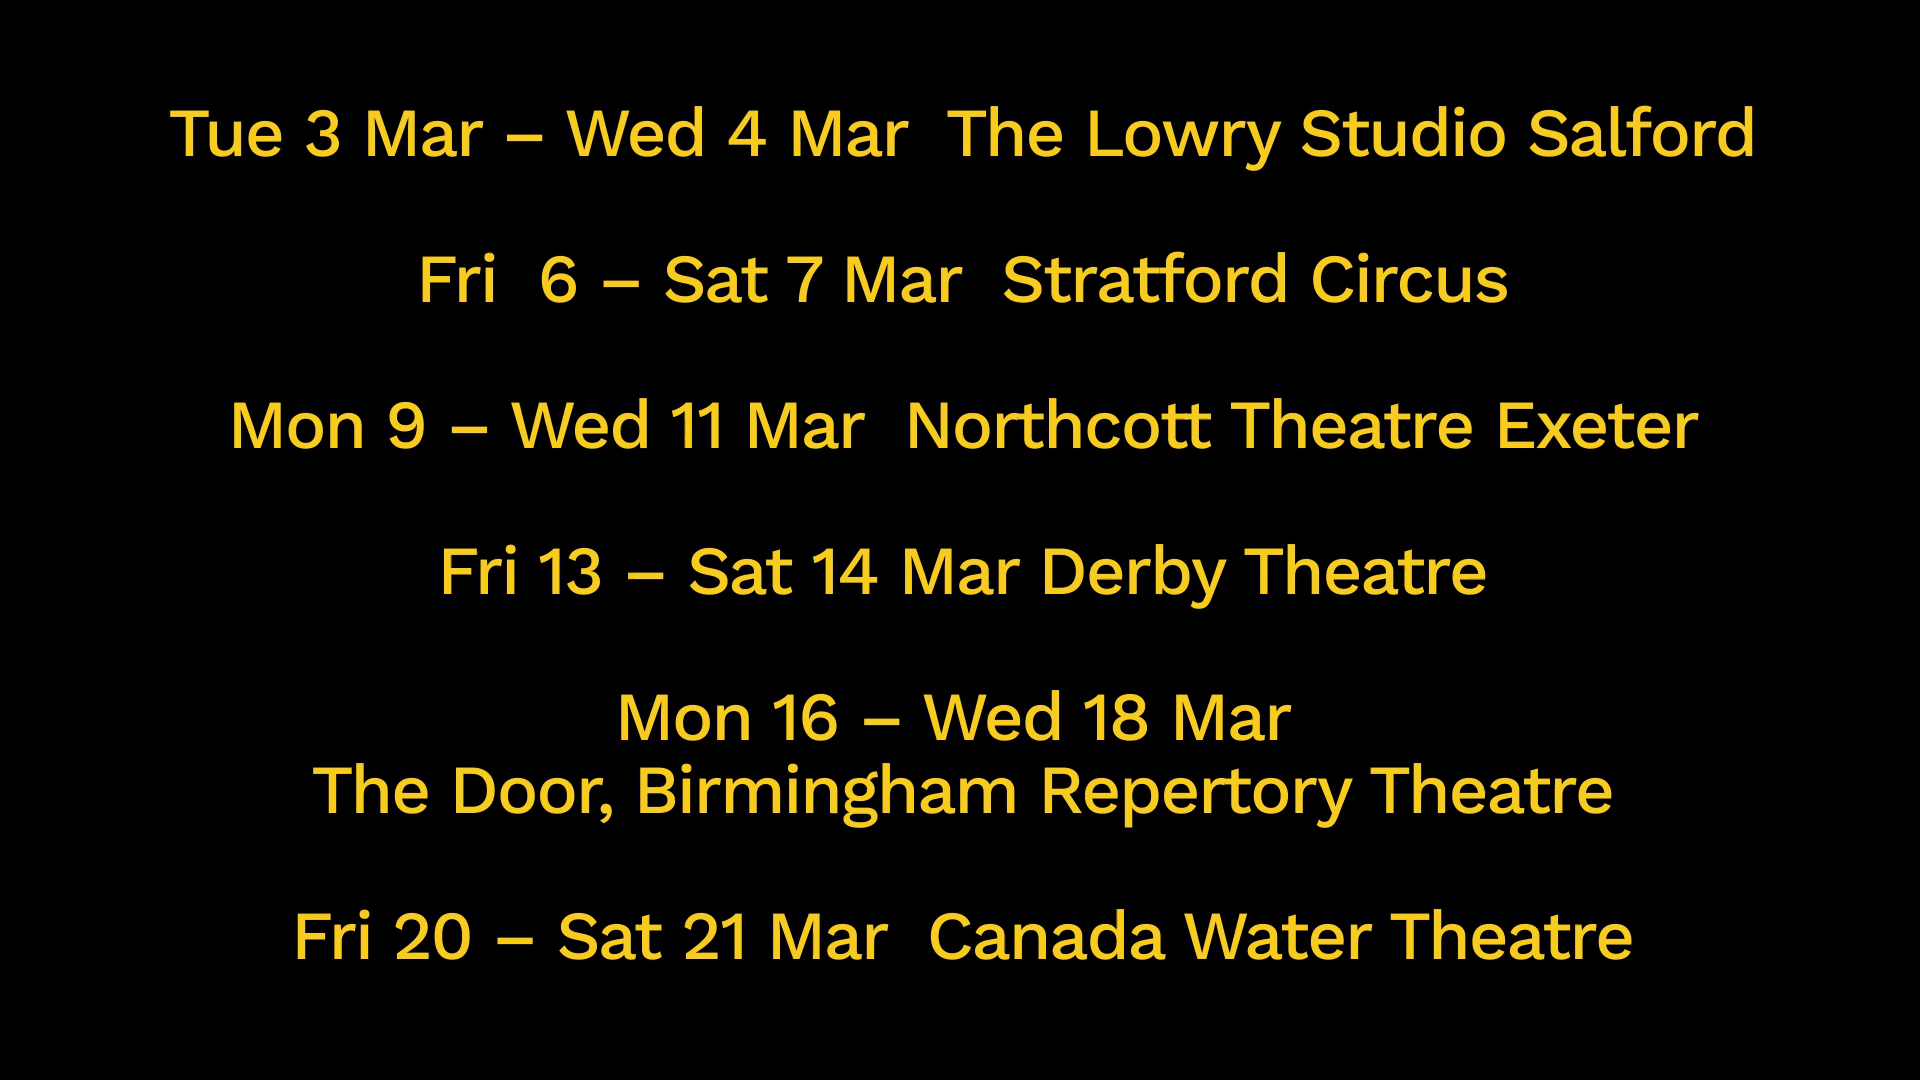 Tue 3 Mar – Wed 4 Mar  The Lowry Studio Salford
Fri  6 – Sat 7 Mar  Stratford Circus
Mon 9 – Wed 11 Mar  Northcott Theatre Exeter
Fri 13 – Sat 14 Mar Derby Theatre
Mon 16 – Wed 18 Mar
The Door, Birmingham Repertory Theatre
Fri 20 – Sat 21 Mar  Canada Water Theatre